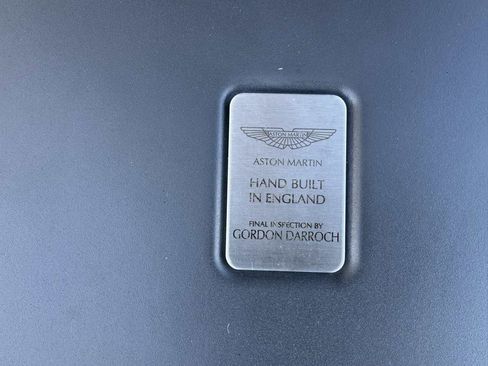 ASTON MARTIN
ASTON MARTIN
HAND BUILT
IN ENGLAND
FINAL INSPECTION BY
GORDON DARROCH